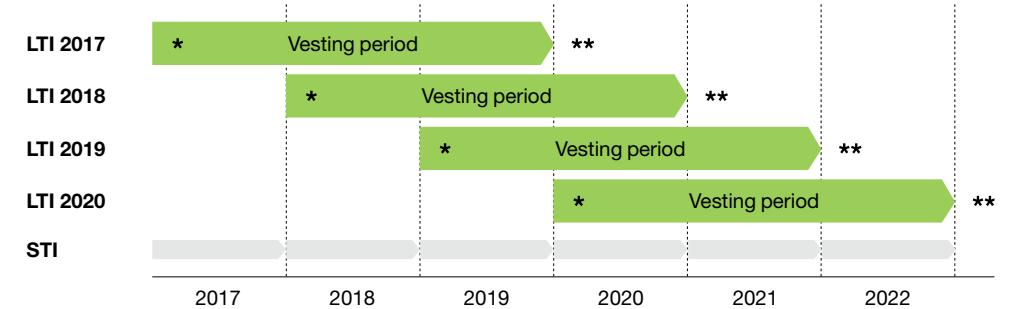 LTI 2017 * Vesting period **
LTI 2018 * Vesting period **
LTI 2019 * Vesting period **
LTI 2020 * Vesting period **
STI
2017 2018 2019 2020 2021 2022